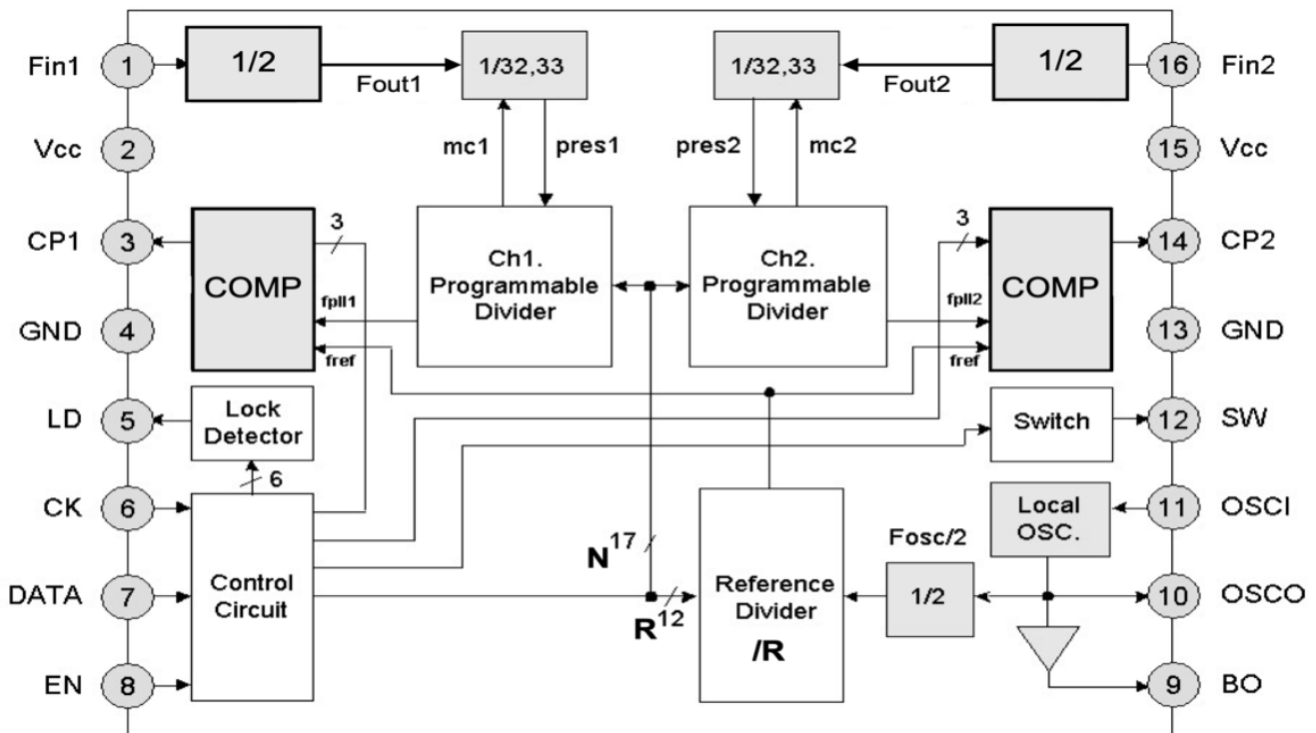 Fin1
1
1/2
Fout1
1/32,33
1/32,33
Fout2
1/2
16
Fin2
Vcc
2
mc1
pres1
pres2
mc2
15
Vcc
CP1
3
COMP
3
fpll1
fref
Ch1.
Programmable
Divider
Ch2.
Programmable
Divider
3
fpll2
fref
COMP
14
CP2
GND
4
13
GND
LD
5
Lock
Detector
6
Switch
12
SW
CK
6
Control
Circuit
Local
OSC.
11
OSCI
DATA
7
N17
R12
Reference
Divider
/R
Fosc/2
1/2
10
OSCO
EN
8
9
BO